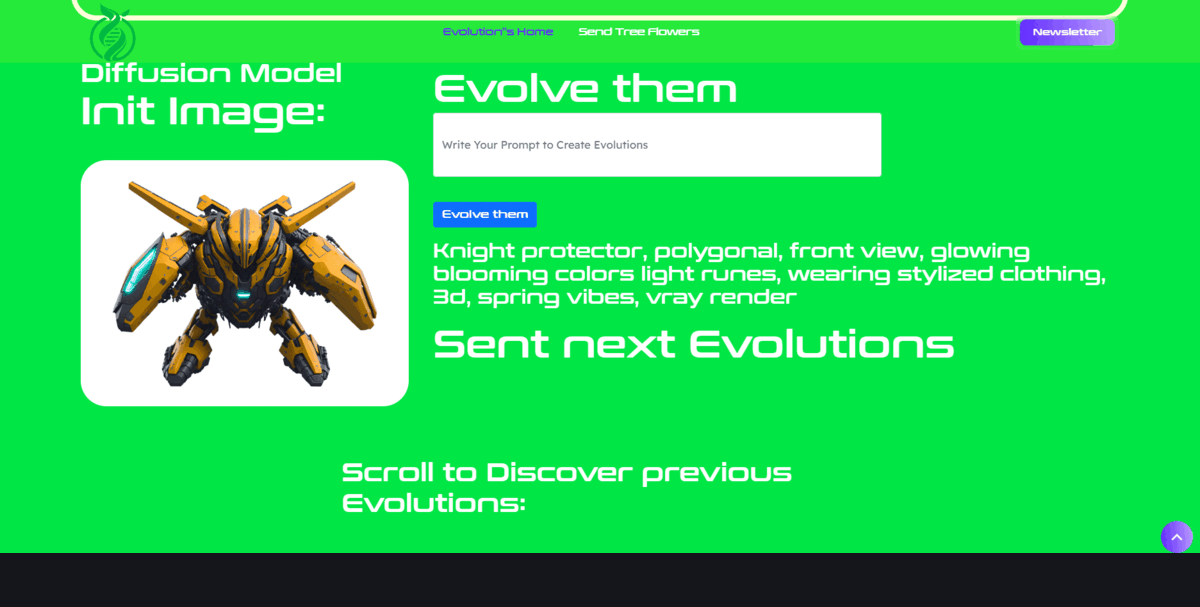 Evolution"s Home
Send Tree Flowers
Newsletter
Diffusion Model
Init Image:
Evolve them
Write Your Prompt to Create Evolutions
Evolve them
Knight protector, polygonal, front view, glowing
blooming colors light runes, wearing stylized clothing,
3d, spring vibes, vray render
Sent next Evolutions
Scroll to Discover previous
Evolutions: